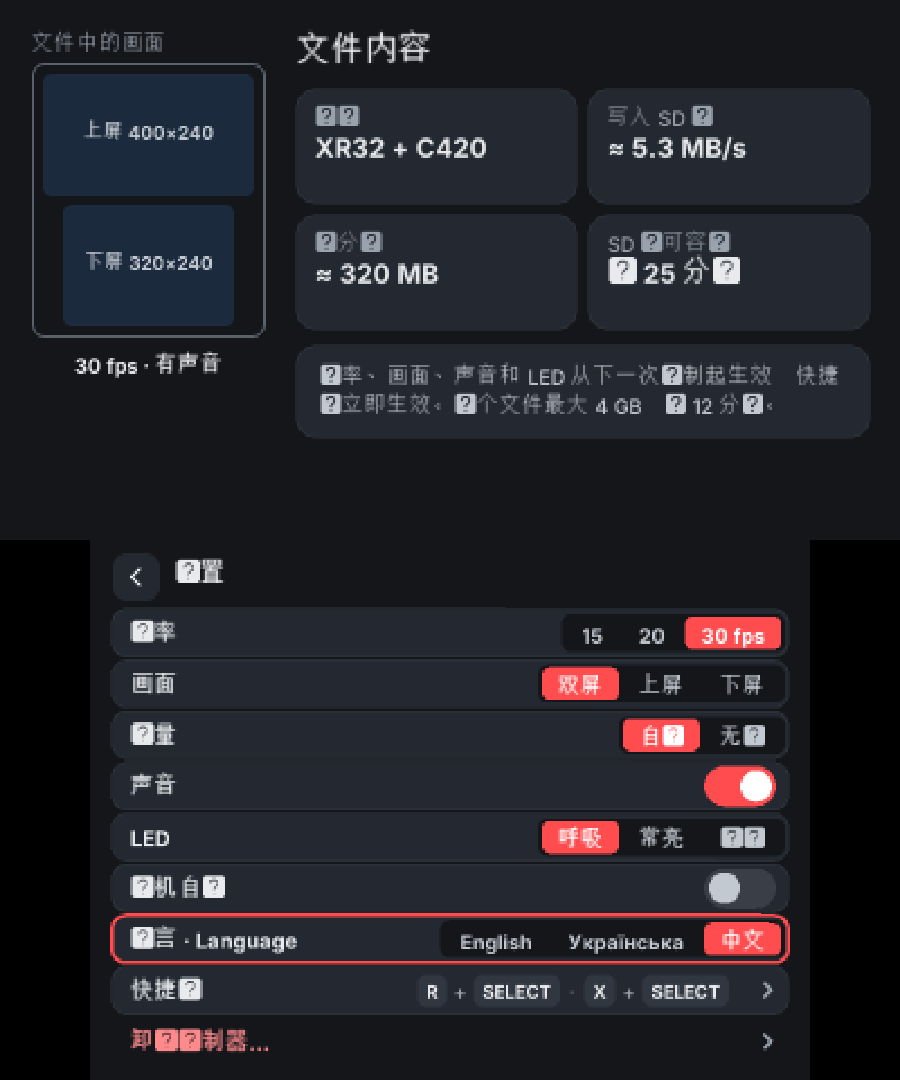 文件中的画面
上屏 400×240
下屏 320×240
30 fps · 有声音
文件内容
??
XR32 + C420
写入 SD ?
≈ 5.3 MB/s
?分?
≈ 320 MB
SD ?可容?
? 25 分?
?率、画面、声音和 LED 从下一次?制起生效 快捷
?立即生效。?个文件最大 4 GB ? 12 分?。
?置
?率 15 20 30 fps
画面 双屏 上屏 下屏
?量 自? 无?
声音
LED 呼吸 常亮 ??
?机自?
?言 · Language English Українська 中文
快捷? R + SELECT · X + SELECT
卸??制器...